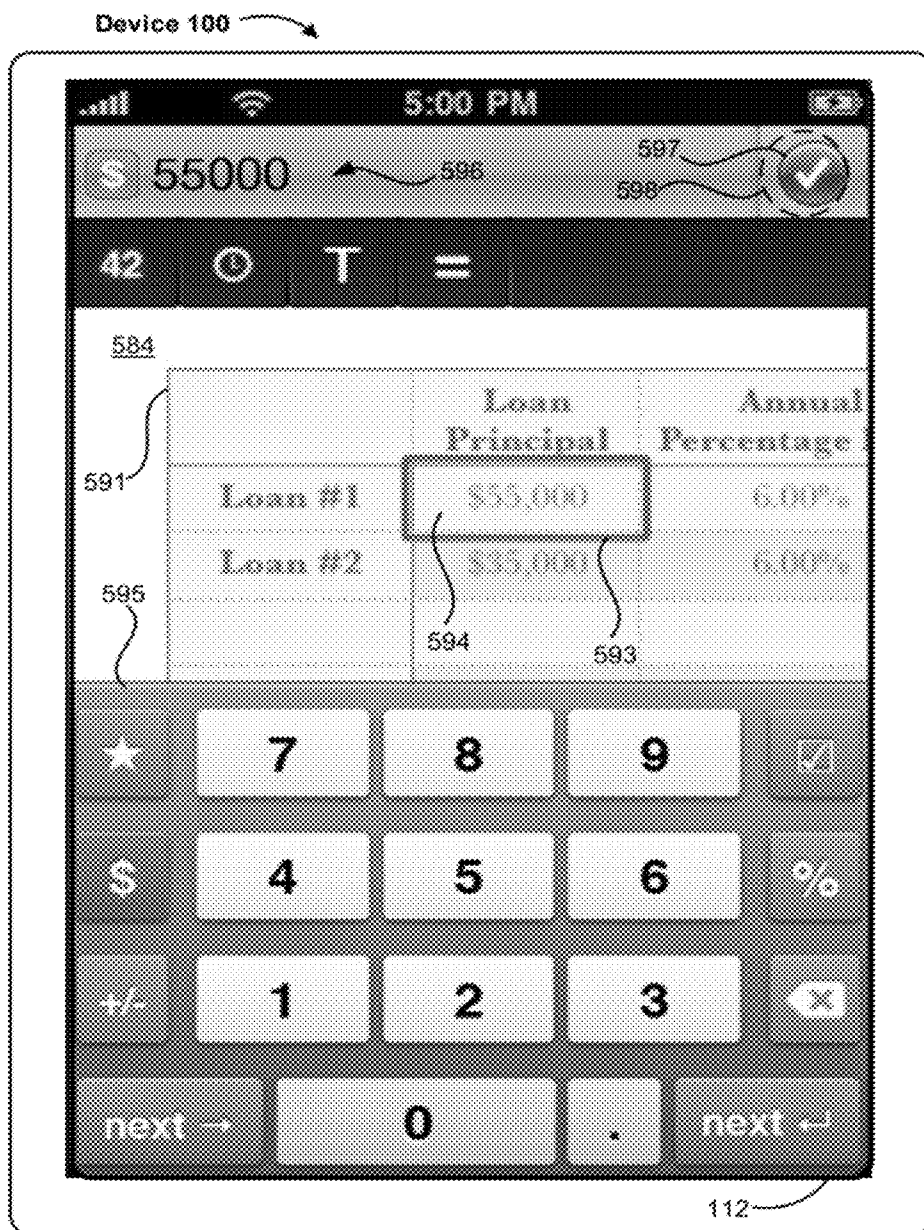 Device 100
5:00 PM
$ 55000
596
597
598
42 T =
584
Loan Principal
Annual Percentage
591
Loan #1 $55,000 6.00%
Loan #2 $35,000 6.00%
595
594
593
7 8 9
$ 4 5 6 %
+/- 1 2 3
next → 0 . next ↵
112